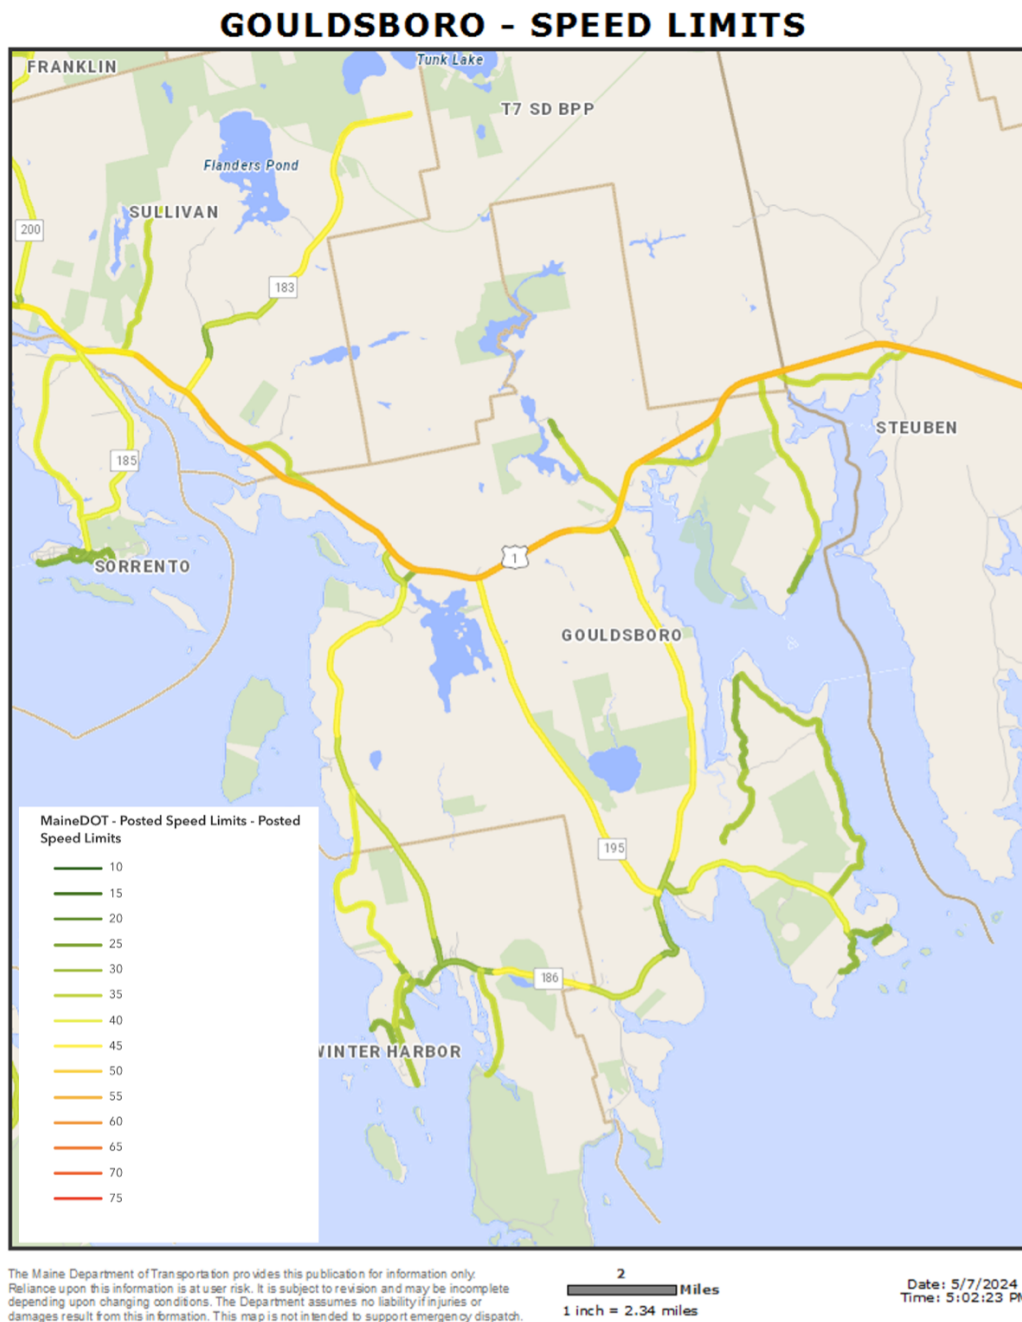 GOULDSBORO - SPEED LIMITS
FRANKLIN
Tunk Lake
T7 SD BPP
Flanders Pond
SULLIVAN
200
183
STEUBEN
185
1
SORRENTO
GOULDSBORO
MaineDOT - Posted Speed Limits - Posted
Speed Limits
10
15
20
25
30
35
40
45
50
55
60
65
70
75
195
186
WINTER HARBOR
The Maine Department of Transportation provides this publication for information only.
Reliance upon this information is at user risk. It is subject to revision and may be incomplete
depending upon changing conditions. The Department assumes no liability if injuries or
damages result from this information. This map is not intended to support emergency dispatch.
2
Miles
1 inch = 2.34 miles
Date: 5/7/2024
Time: 5:02:23 PM